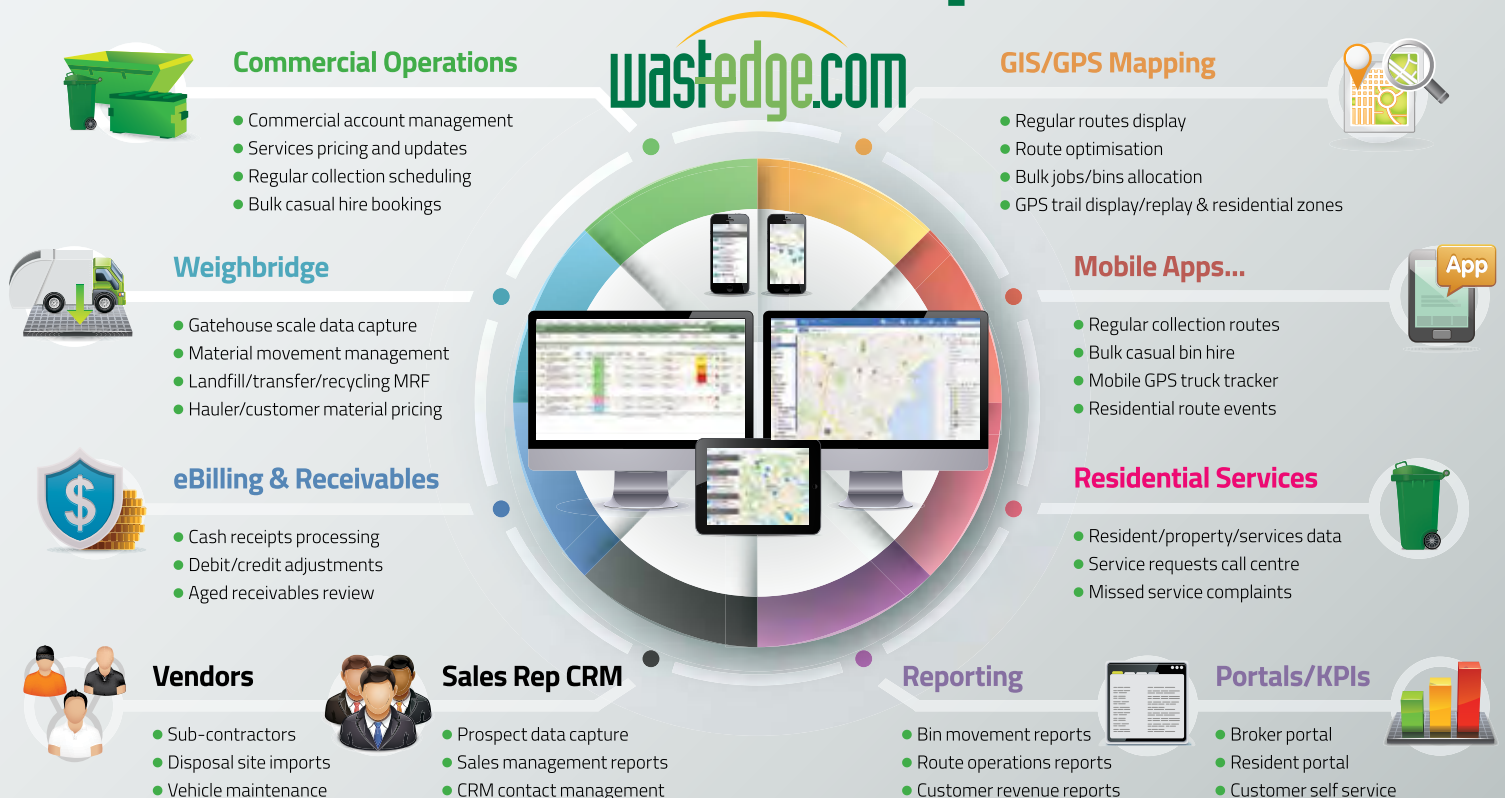 wastedge.com
Commercial Operations
Commercial account management
Services pricing and updates
Regular collection scheduling
Bulk casual hire bookings
GIS/GPS Mapping
Regular routes display
Route optimisation
Bulk jobs/bins allocation
GPS trail display/replay & residential zones
Weighbridge
Gatehouse scale data capture
Material movement management
Landfill/transfer/recycling MRF
Hauler/customer material pricing
Mobile Apps...
App
Regular collection routes
Bulk casual bin hire
Mobile GPS truck tracker
Residential route events
eBilling & Receivables
$
Cash receipts processing
Debit/credit adjustments
Aged receivables review
Residential Services
Resident/property/services data
Service requests call centre
Missed service complaints
Vendors
Sub-contractors
Disposal site imports
Vehicle maintenance
Sales Rep CRM
Prospect data capture
Sales management reports
CRM contact management
Reporting
Bin movement reports
Route operations reports
Customer revenue reports
Portals/KPIs
Broker portal
Resident portal
Customer self service